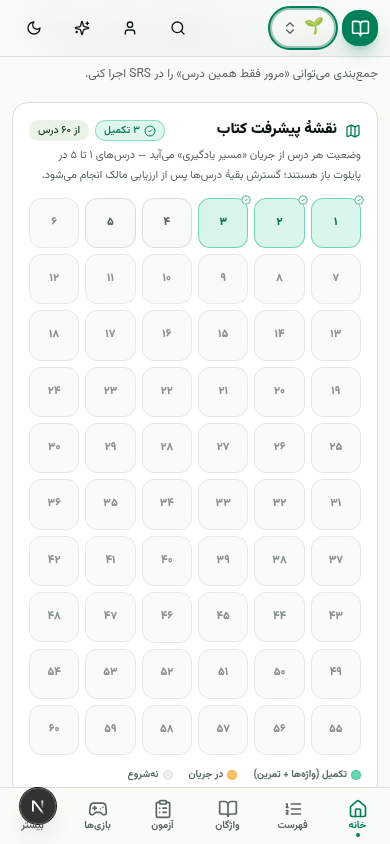 جمع‌بندی می‌توانی «مرور فقط همین درس» را در SRS اجرا کنی.
نقشهٔ پیشرفت کتاب
۳ تکمیل
از ۶۰ درس
وضعیت هر درس از جریان «مسیر یادگیری» می‌آید — درس‌های ۱ تا ۵ در
پایلوت باز هستند؛ گسترش بقیهٔ درس‌ها پس از ارزیابی مالک انجام می‌شود.
۱ ۲ ۳ ۴ ۵ ۶
۷ ۸ ۹ ۱۰ ۱۱ ۱۲
۱۳ ۱۴ ۱۵ ۱۶ ۱۷ ۱۸
۱۹ ۲۰ ۲۱ ۲۲ ۲۳ ۲۴
۲۵ ۲۶ ۲۷ ۲۸ ۲۹ ۳۰
۳۱ ۳۲ ۳۳ ۳۴ ۳۵ ۳۶
۳۷ ۳۸ ۳۹ ۴۰ ۴۱ ۴۲
۴۳ ۴۴ ۴۵ ۴۶ ۴۷ ۴۸
۴۹ ۵۰ ۵۱ ۵۲ ۵۳ ۵۴
۵۵ ۵۶ ۵۷ ۵۸ ۵۹ ۶۰
تکمیل (واژه‌ها + تمرین) در جریان نه‌شروع
خانه فهرست واژگان آزمون بازی‌ها بیشتر
N